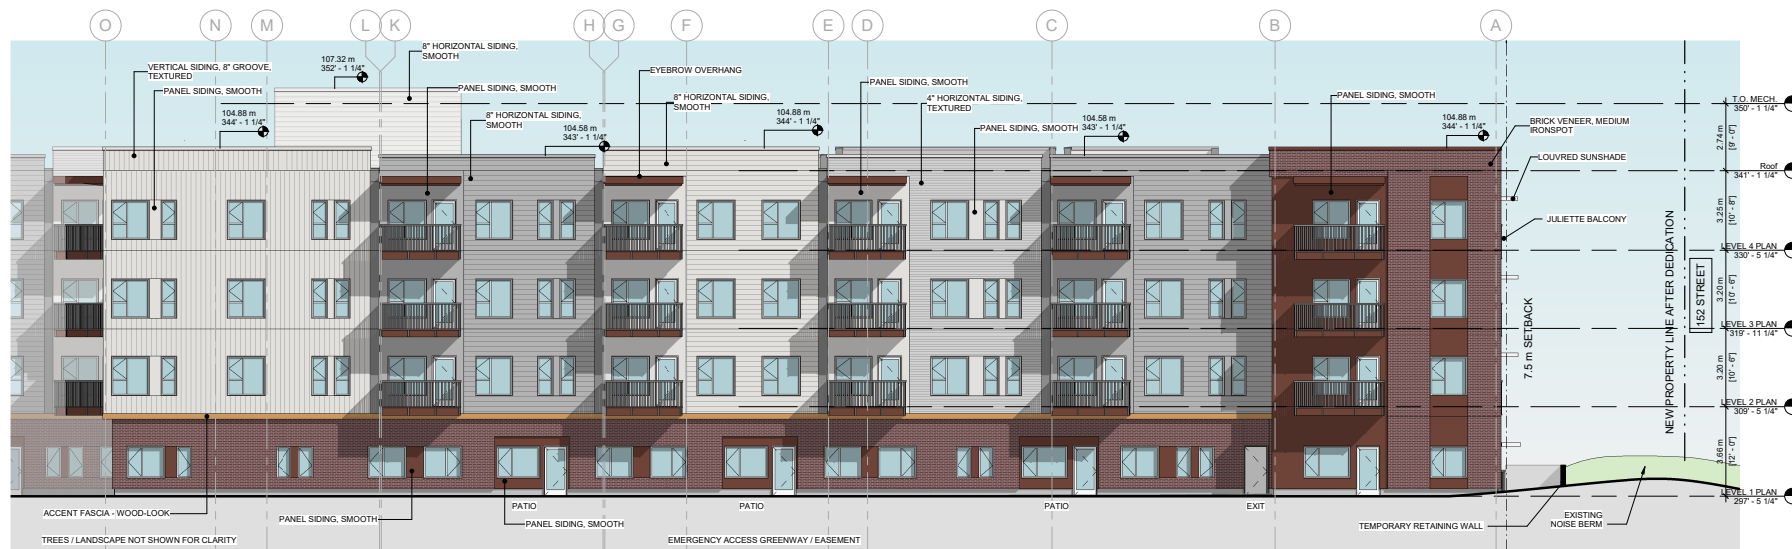 O
N
M
L
K
H
G
F
E
D
C
B
A
8" HORIZONTAL SIDING,
SMOOTH
107.32 m
352' - 1 1/4"
VERTICAL SIDING, 8" GROOVE,
TEXTURED
PANEL SIDING, SMOOTH
104.88 m
344' - 1 1/4"
PANEL SIDING, SMOOTH
8" HORIZONTAL SIDING,
SMOOTH
104.58 m
343' - 1 1/4"
EYEBROW OVERHANG
8" HORIZONTAL SIDING,
SMOOTH
104.88 m
344' - 1 1/4"
PANEL SIDING, SMOOTH
4" HORIZONTAL SIDING,
TEXTURED
PANEL SIDING, SMOOTH
104.58 m
343' - 1 1/4"
PANEL SIDING, SMOOTH
104.88 m
344' - 1 1/4"
BRICK VENEER, MEDIUM
IRONSPOT
LOUVRED SUNSHADE
JULIETTE BALCONY
7.5 m SETBACK
NEW PROPERTY LINE AFTER DEDICATION
152 STREET
T.O. MECH.
350' - 1 1/4"
2.74 m
[9' - 0"]
Roof
341' - 1 1/4"
3.25 m
[10' - 8"]
LEVEL 4 PLAN
330' - 5 1/4"
3.20 m
[10' - 6"]
LEVEL 3 PLAN
319' - 11 1/4"
3.20 m
[10' - 6"]
LEVEL 2 PLAN
309' - 5 1/4"
3.66 m
[12' - 0"]
LEVEL 1 PLAN
297' - 5 1/4"
ACCENT FASCIA - WOOD-LOOK
PANEL SIDING, SMOOTH
PATIO
PANEL SIDING, SMOOTH
PATIO
PATIO
EXIT
TEMPORARY RETAINING WALL
EXISTING
NOISE BERM
TREES / LANDSCAPE NOT SHOWN FOR CLARITY
EMERGENCY ACCESS GREENWAY / EASEMENT